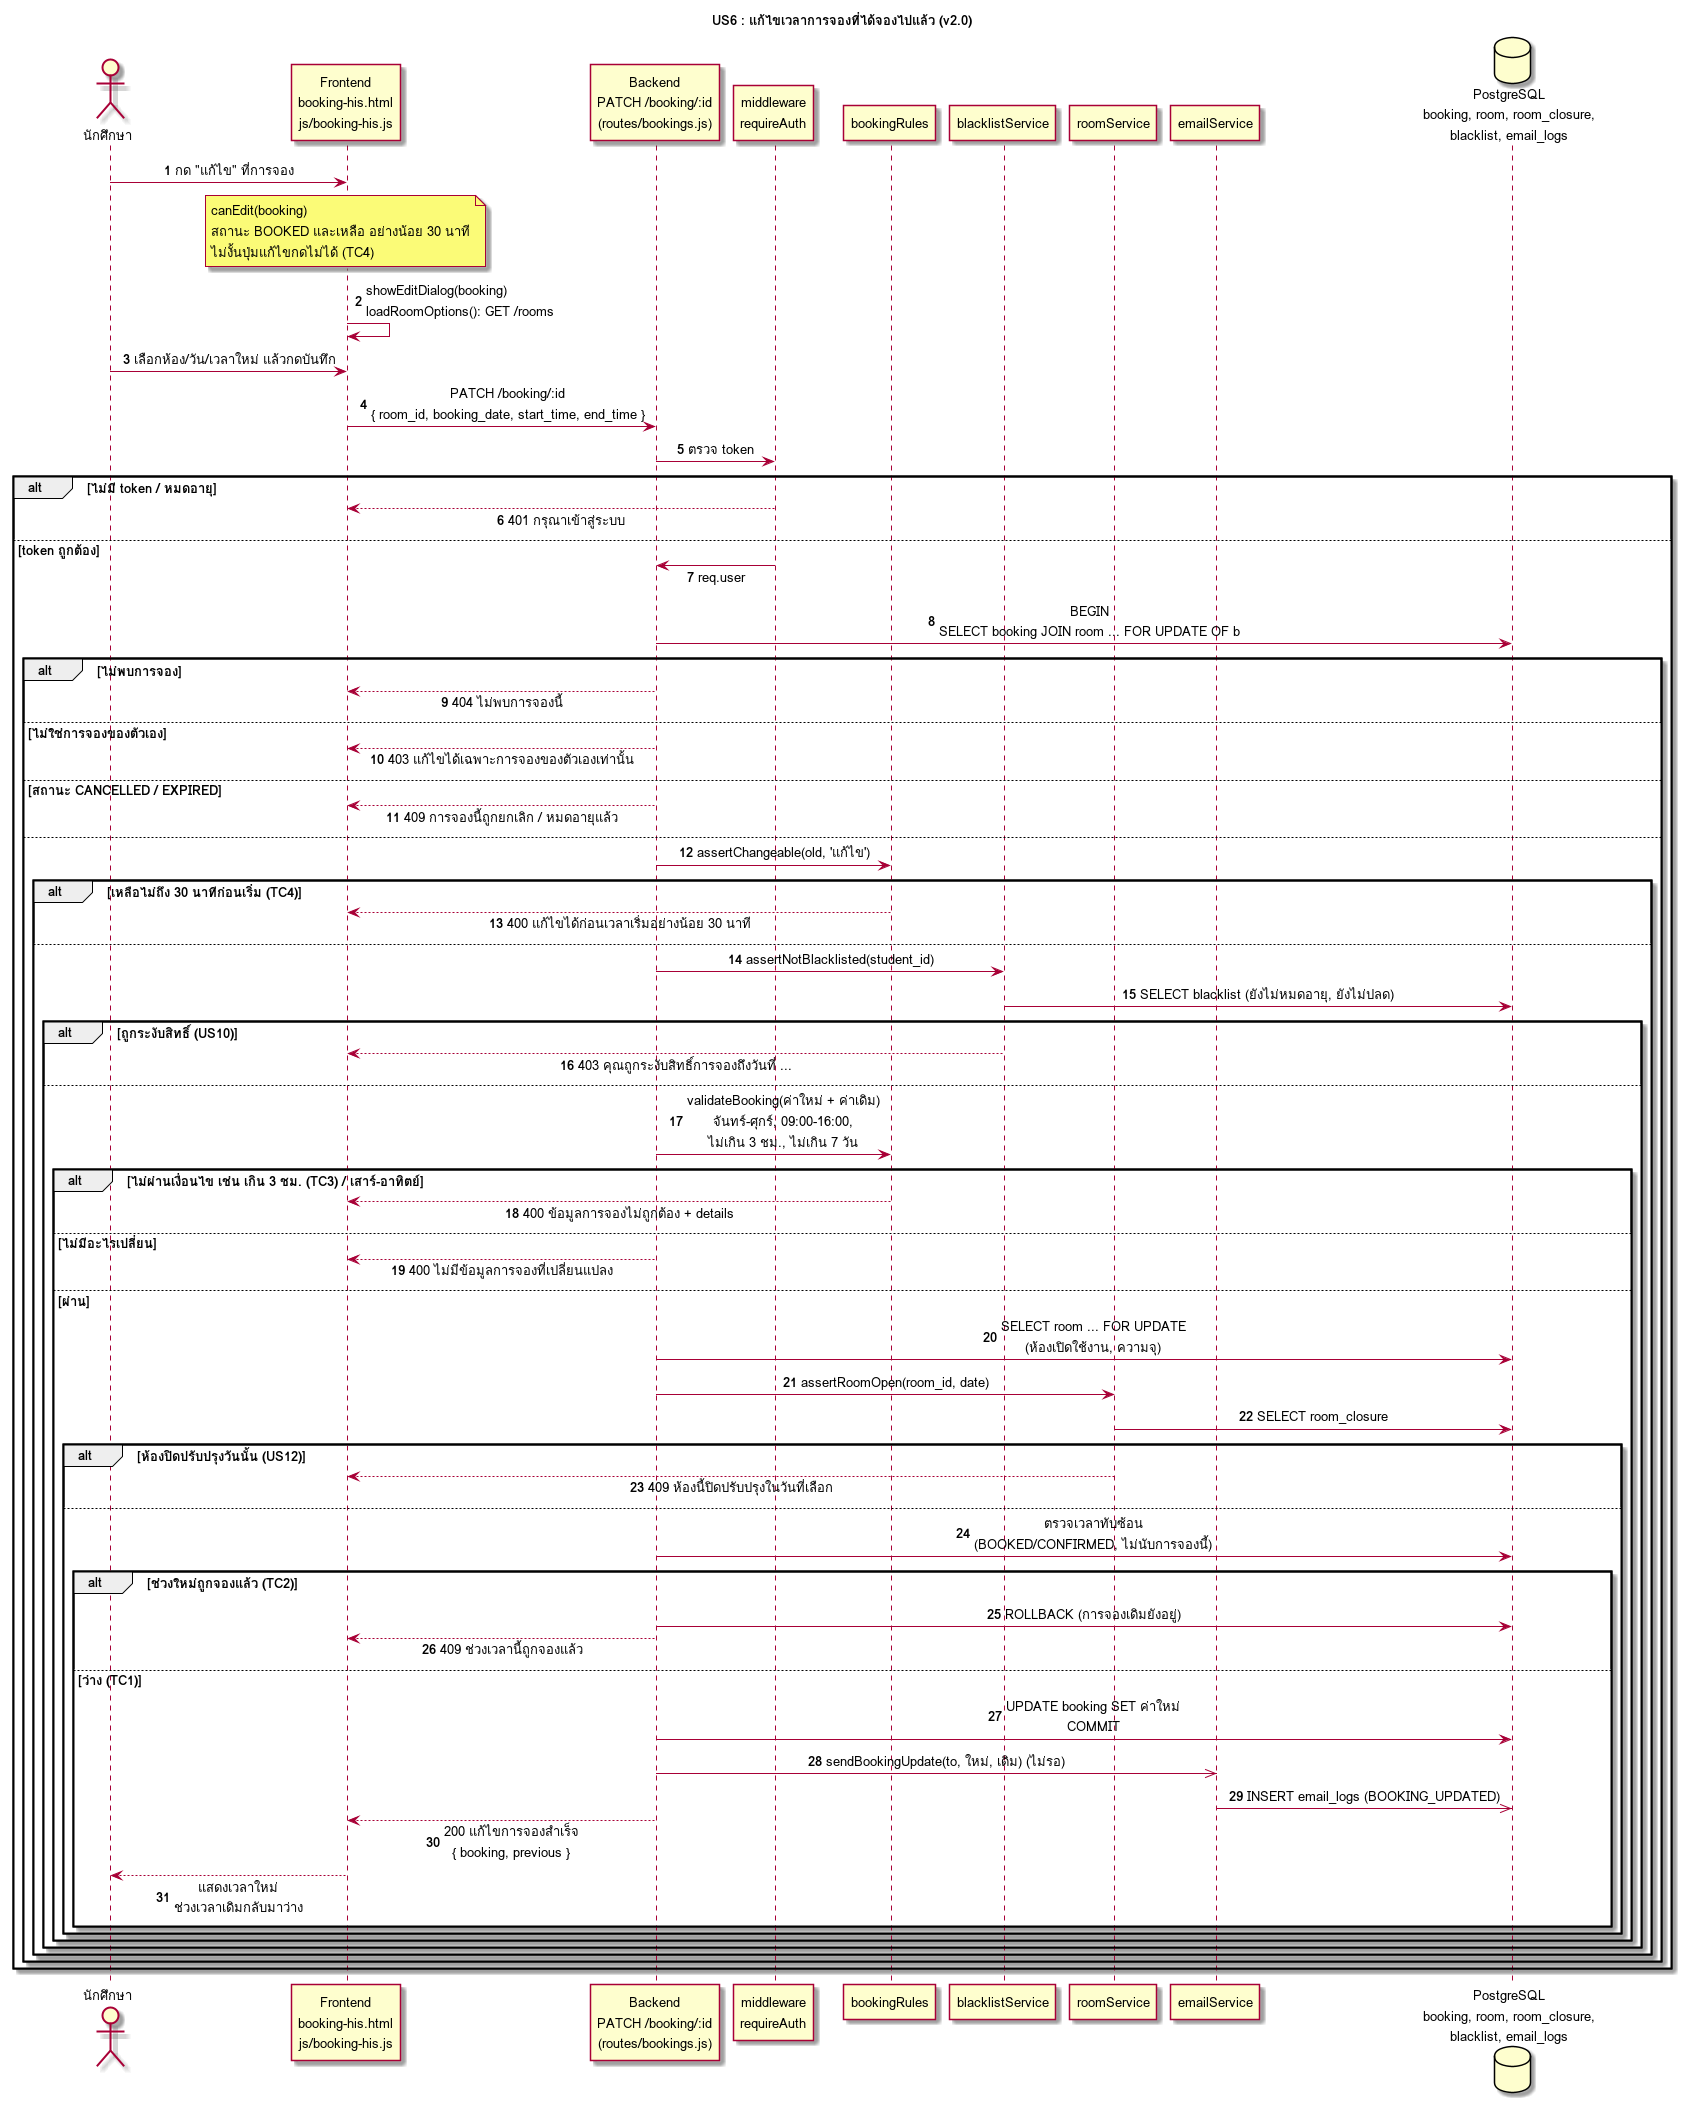 US6 : แก้ไขเวลาการจองที่ได้จองไปแล้ว (v2.0)
นักศึกษา
Frontend
booking-his.html
js/booking-his.js
Backend
PATCH /booking/:id
(routes/bookings.js)
middleware
requireAuth
bookingRules
blacklistService
roomService
emailService
PostgreSQL
booking, room, room_closure,
blacklist, email_logs
1 กด "แก้ไข" ที่การจอง
canEdit(booking)
สถานะ BOOKED และเหลือ อย่างน้อย 30 นาที
ไม่งั้นปุ่มแก้ไขกดไม่ได้ (TC4)
2 showEditDialog(booking)
loadRoomOptions(): GET /rooms
3 เลือกห้อง/วัน/เวลาใหม่ แล้วกดบันทึก
4 PATCH /booking/:id
{ room_id, booking_date, start_time, end_time }
5 ตรวจ token
alt [ไม่มี token / หมดอายุ]
6 401 กรุณาเข้าสู่ระบบ
[token ถูกต้อง]
7 req.user
8 BEGIN
SELECT booking JOIN room ... FOR UPDATE OF b
alt [ไม่พบการจอง]
9 404 ไม่พบการจองนี้
[ไม่ใช่การจองของตัวเอง]
10 403 แก้ไขได้เฉพาะการจองของตัวเองเท่านั้น
[สถานะ CANCELLED / EXPIRED]
11 409 การจองนี้ถูกยกเลิก / หมดอายุแล้ว
12 assertChangeable(old, 'แก้ไข')
alt [เหลือไม่ถึง 30 นาทีก่อนเริ่ม (TC4)]
13 400 แก้ไขได้ก่อนเวลาเริ่มอย่างน้อย 30 นาที
14 assertNotBlacklisted(student_id)
15 SELECT blacklist (ยังไม่หมดอายุ, ยังไม่ปลด)
alt [ถูกระงับสิทธิ์ (US10)]
16 403 คุณถูกระงับสิทธิ์การจองถึงวันที่ ...
17 validateBooking(ค่าใหม่ + ค่าเดิม)
จันทร์-ศุกร์, 09:00-16:00,
ไม่เกิน 3 ชม., ไม่เกิน 7 วัน
alt [ไม่ผ่านเงื่อนไข เช่น เกิน 3 ชม. (TC3) / เสาร์-อาทิตย์]
18 400 ข้อมูลการจองไม่ถูกต้อง + details
[ไม่มีอะไรเปลี่ยน]
19 400 ไม่มีข้อมูลการจองที่เปลี่ยนแปลง
[ผ่าน]
20 SELECT room ... FOR UPDATE
(ห้องเปิดใช้งาน, ความจุ)
21 assertRoomOpen(room_id, date)
22 SELECT room_closure
alt [ห้องปิดปรับปรุงวันนั้น (US12)]
23 409 ห้องนี้ปิดปรับปรุงในวันที่เลือก
24 ตรวจเวลาทับซ้อน
(BOOKED/CONFIRMED, ไม่นับการจองนี้)
alt [ช่วงใหม่ถูกจองแล้ว (TC2)]
25 ROLLBACK (การจองเดิมยังอยู่)
26 409 ช่วงเวลานี้ถูกจองแล้ว
[ว่าง (TC1)]
27 UPDATE booking SET ค่าใหม่
COMMIT
28 sendBookingUpdate(to, ใหม่, เดิม) (ไม่รอ)
29 INSERT email_logs (BOOKING_UPDATED)
30 200 แก้ไขการจองสำเร็จ
{ booking, previous }
31 แสดงเวลาใหม่
ช่วงเวลาเดิมกลับมาว่าง
นักศึกษา
Frontend
booking-his.html
js/booking-his.js
Backend
PATCH /booking/:id
(routes/bookings.js)
middleware
requireAuth
bookingRules
blacklistService
roomService
emailService
PostgreSQL
booking, room, room_closure,
blacklist, email_logs